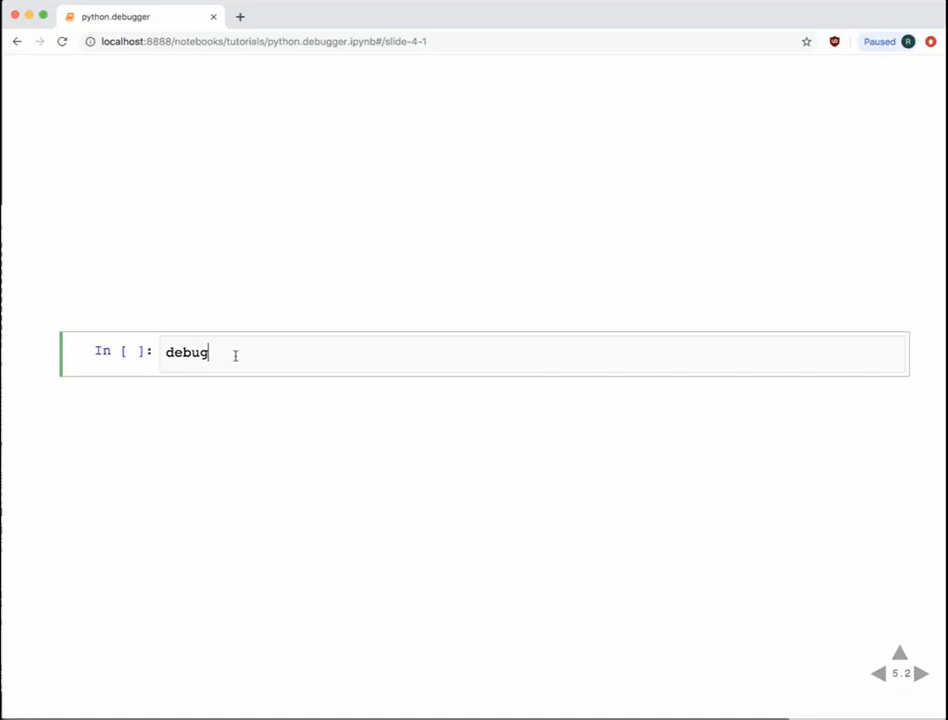 python.debugger
localhost:8888/notebooks/tutorials/python.debugger.ipynb#/slide-4-1
Paused
R
In [ ]: debug
5.2